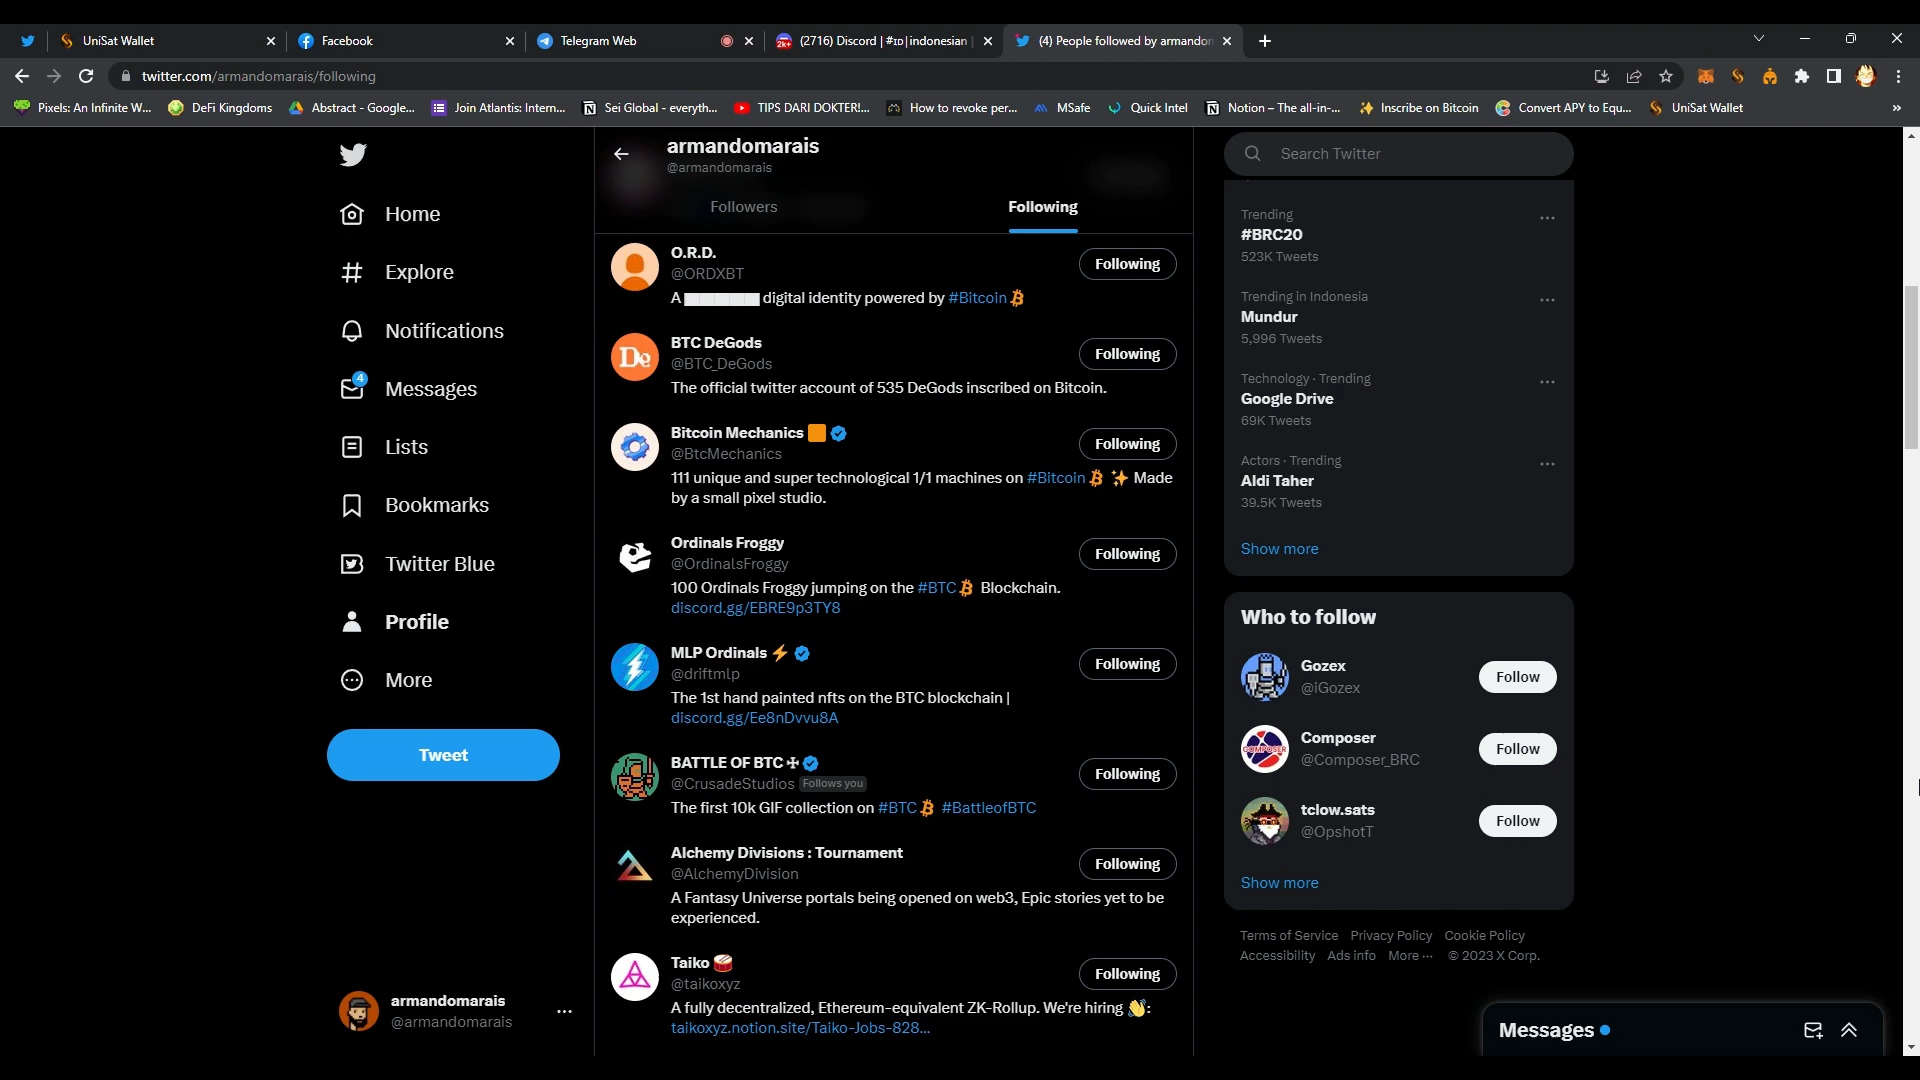 UniSat Wallet
Facebook
Telegram Web
(2716) Discord | #ɪᴅ|indonesian |
(4) People followed by armandon
twitter.com/armandomarais/following
Pixels: An Infinite W...
DeFi Kingdoms
Abstract - Google...
Join Atlantis: Intern...
Sei Global - everyth...
TIPS DARI DOKTER!...
How to revoke per...
MSafe
Quick Intel
Notion – The all-in-...
Inscribe on Bitcoin
Convert APY to Equ...
UniSat Wallet
»
Home
Explore
Notifications
4
Messages
Lists
Bookmarks
Twitter Blue
Profile
More
Tweet
armandomarais
@armandomarais
armandomarais
@armandomarais
Followers
Following
O.R.D.
@ORDXBT
Following
A ▇▇▇▇▇ digital identity powered by #Bitcoin
BTC DeGods
@BTC_DeGods
Following
The official twitter account of 535 DeGods inscribed on Bitcoin.
Bitcoin Mechanics 🟧
@BtcMechanics
Following
111 unique and super technological 1/1 machines on #Bitcoin ✨ Made
by a small pixel studio.
Ordinals Froggy
@OrdinalsFroggy
Following
100 Ordinals Froggy jumping on the #BTC Blockchain.
discord.gg/EBRE9p3TY8
MLP Ordinals ⚡
@driftmlp
Following
The 1st hand painted nfts on the BTC blockchain |
discord.gg/Ee8nDvvu8A
BATTLE OF BTC ✢
@CrusadeStudios Follows you
Following
The first 10k GIF collection on #BTC #BattleofBTC
Alchemy Divisions : Tournament
@AlchemyDivision
Following
A Fantasy Universe portals being opened on web3, Epic stories yet to be
experienced.
Taiko 🥁
@taikoxyz
Following
A fully decentralized, Ethereum-equivalent ZK-Rollup. We're hiring 👋:
taikoxyz.notion.site/Taiko-Jobs-828...
Search Twitter
Trending
#BRC20
523K Tweets
Trending in Indonesia
Mundur
5,996 Tweets
Technology · Trending
Google Drive
69K Tweets
Actors · Trending
Aldi Taher
39.5K Tweets
Show more
Who to follow
Gozex
@iGozex
Follow
Composer
@Composer_BRC
Follow
tclow.sats
@OpshotT
Follow
Show more
Terms of Service Privacy Policy Cookie Policy
Accessibility Ads info More ··· © 2023 X Corp.
Messages